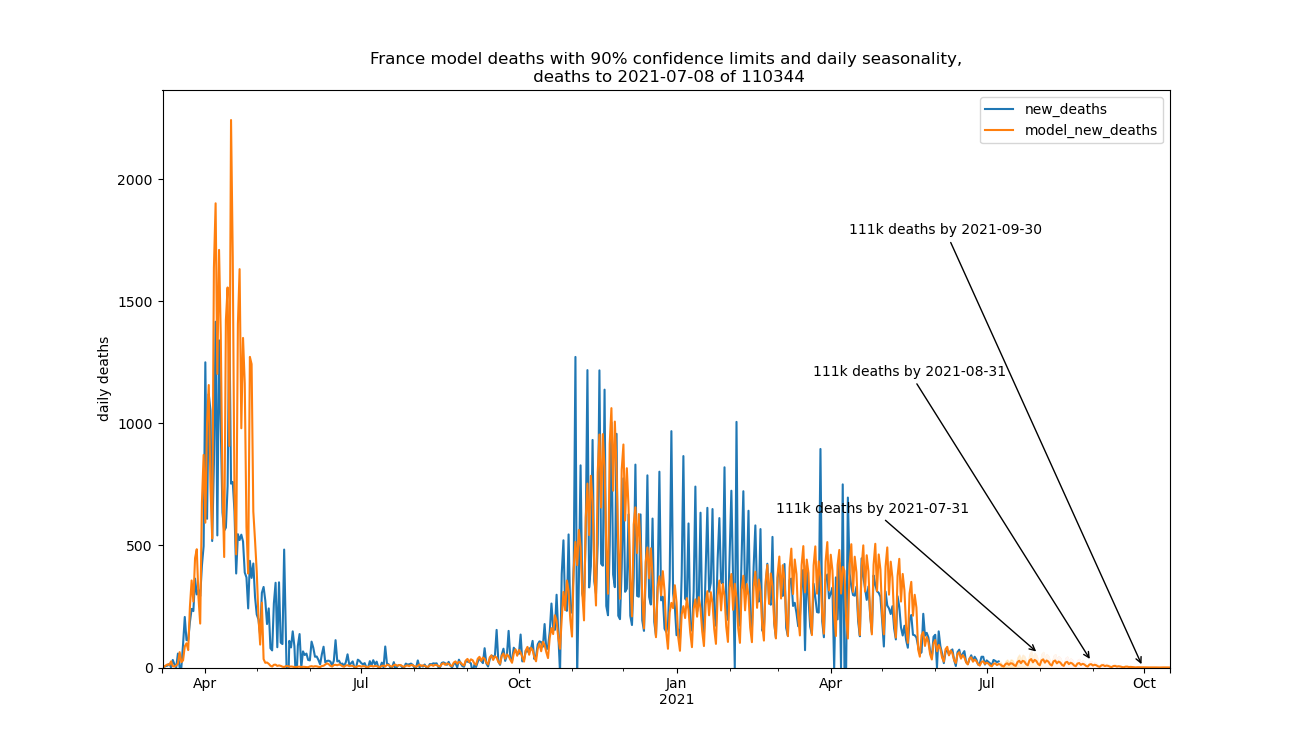 France model deaths with 90% confidence limits and daily seasonality,
deaths to 2021-07-08 of 110344
new_deaths
model_new_deaths
2000
1500
1000
500
0
daily deaths
111k deaths by 2021-09-30
111k deaths by 2021-08-31
111k deaths by 2021-07-31
Apr Jul Oct Jan Apr Jul Oct
2021